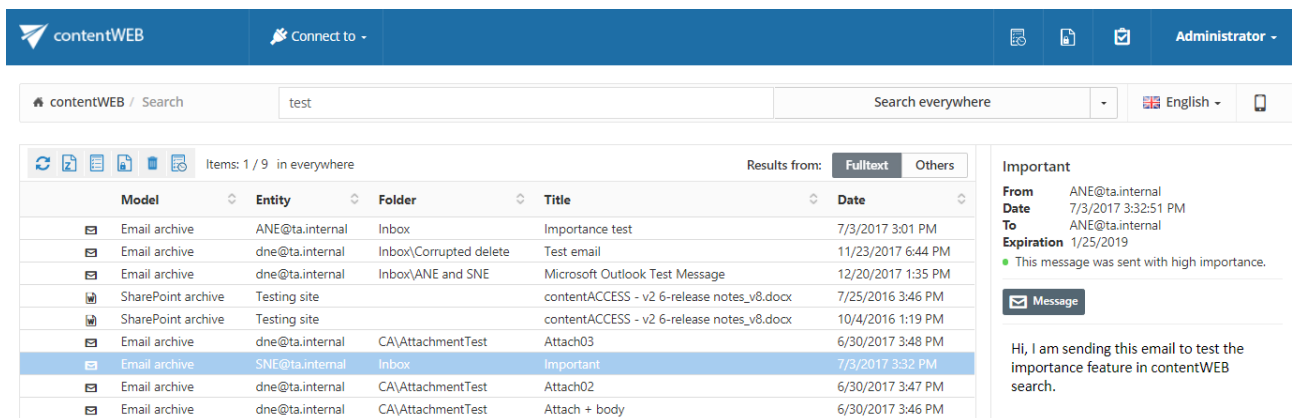 contentWEB Connect to Administrator
contentWEB / Search test Search everywhere English
Items: 1 / 9 in everywhere Results from: Fulltext Others
Model Entity Folder Title Date
Email archive ANE@ta.internal Inbox Importance test 7/3/2017 3:01 PM
Email archive dne@ta.internal Inbox\Corrupted delete Test email 11/23/2017 6:44 PM
Email archive dne@ta.internal Inbox\ANE and SNE Microsoft Outlook Test Message 12/20/2017 1:35 PM
SharePoint archive Testing site contentACCESS - v2 6-release notes_v8.docx 7/25/2016 3:46 PM
SharePoint archive Testing site contentACCESS - v2 6-release notes_v8.docx 10/4/2016 1:19 PM
Email archive dne@ta.internal CA\AttachmentTest Attach03 6/30/2017 3:48 PM
Email archive SNE@ta.internal Inbox Important 7/3/2017 3:32 PM
Email archive dne@ta.internal CA\AttachmentTest Attach02 6/30/2017 3:47 PM
Email archive dne@ta.internal CA\AttachmentTest Attach + body 6/30/2017 3:46 PM
Important
From ANE@ta.internal
Date 7/3/2017 3:32:51 PM
To ANE@ta.internal
Expiration 1/25/2019
This message was sent with high importance.
Message
Hi, I am sending this email to test the
importance feature in contentWEB
search.